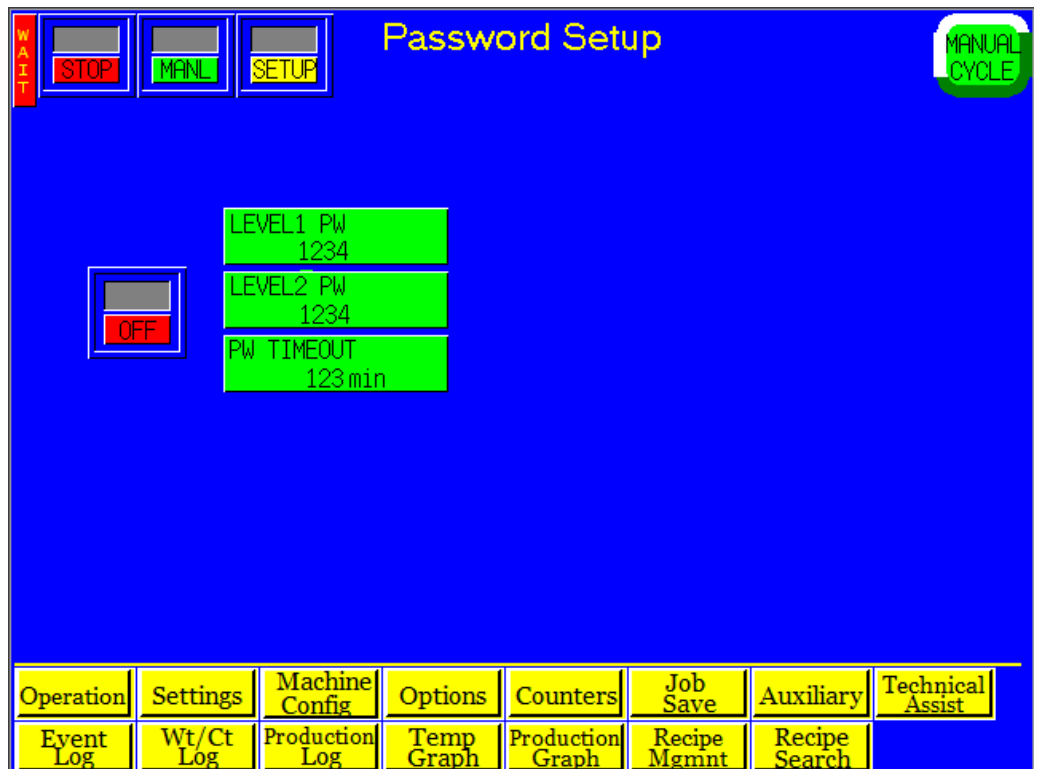 WAIT
STOP
MANL
SETUP
Password Setup
MANUAL
CYCLE
LEVEL1 PW
1234
LEVEL2 PW
1234
OFF
PW TIMEOUT
123min
Operation
Settings
Machine
Config
Options
Counters
Job
Save
Auxiliary
Technical
Assist
Event
Log
Wt/Ct
Log
Production
Log
Temp
Graph
Production
Graph
Recipe
Mgmnt
Recipe
Search